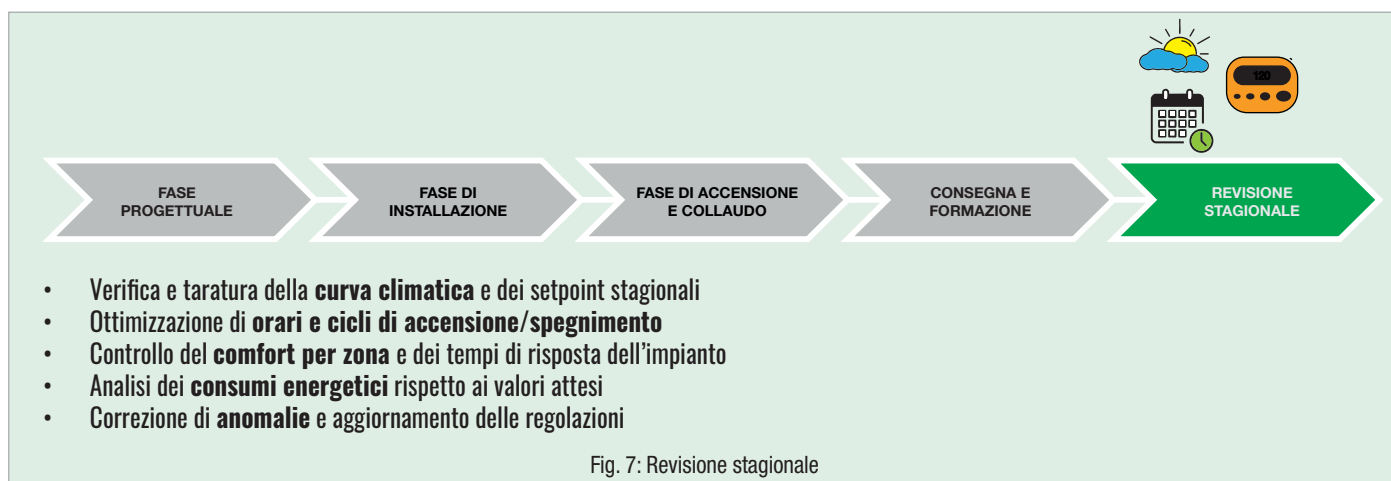 120
FASE
PROGETTUALE
FASE DI
INSTALLAZIONE
FASE DI ACCENSIONE
E COLLAUDO
CONSEGNA E
FORMAZIONE
REVISIONE
STAGIONALE
• Verifica e taratura della curva climatica e dei setpoint stagionali
• Ottimizzazione di orari e cicli di accensione/spegnimento
• Controllo del comfort per zona e dei tempi di risposta dell'impianto
• Analisi dei consumi energetici rispetto ai valori attesi
• Correzione di anomalie e aggiornamento delle regolazioni
Fig. 7: Revisione stagionale